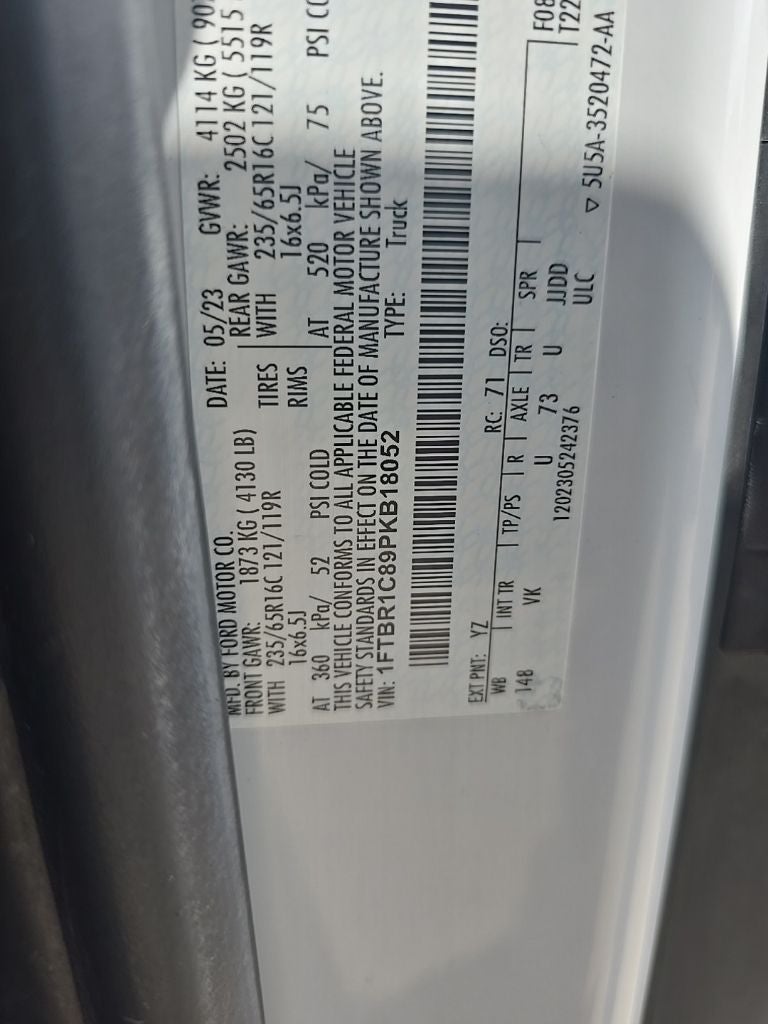 MFD. BY FORD MOTOR CO. DATE: 05/23 GVWR: 4114 KG ( 907
FRONT GAWR: 1873 KG ( 4130 LB) REAR GAWR: 2502 KG ( 5515
WITH 235/65R16C 121/119R TIRES WITH 235/65R16C 121/119R
16x6.5J RIMS 16x6.5J
AT 360 kPa/ 52 PSI COLD AT 520 kPa/ 75 PSI CO
THIS VEHICLE CONFORMS TO ALL APPLICABLE FEDERAL MOTOR VEHICLE
SAFETY STANDARDS IN EFFECT ON THE DATE OF MANUFACTURE SHOWN ABOVE.
VIN: 1FTBR1C89PKB18052 TYPE: Truck
EXT PNT: YZ RC: 71 DSO:
WB INT TR TP/PS R AXLE TR SPR F08
148 VK U 73 U JJDD T22
1202305242376 ULC ▽ 5U5A-3520472-AA